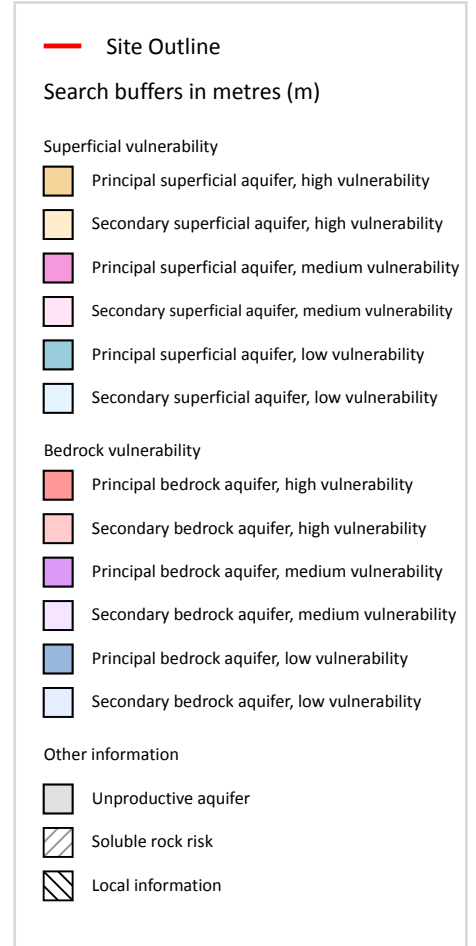 Site Outline
Search buffers in metres (m)
Superficial vulnerability
Principal superficial aquifer, high vulnerability
Secondary superficial aquifer, high vulnerability
Principal superficial aquifer, medium vulnerability
Secondary superficial aquifer, medium vulnerability
Principal superficial aquifer, low vulnerability
Secondary superficial aquifer, low vulnerability
Bedrock vulnerability
Principal bedrock aquifer, high vulnerability
Secondary bedrock aquifer, high vulnerability
Principal bedrock aquifer, medium vulnerability
Secondary bedrock aquifer, medium vulnerability
Principal bedrock aquifer, low vulnerability
Secondary bedrock aquifer, low vulnerability
Other information
Unproductive aquifer
Soluble rock risk
Local information